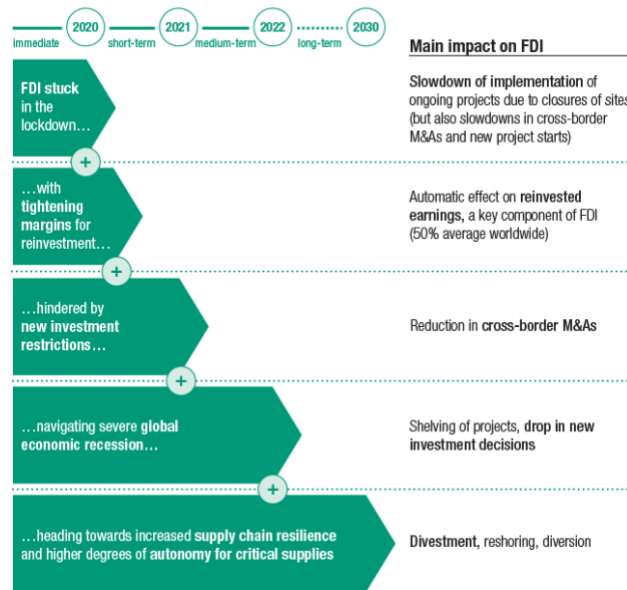 2020 2021 2022 2030
immediate short-term medium-term long-term
Main impact on FDI
FDI stuck
in the
lockdown…
Slowdown of implementation of
ongoing projects due to closures of sites
(but also slowdowns in cross-border
M&As and new project starts)
+
…with
tightening
margins for
reinvestment…
Automatic effect on reinvested
earnings, a key component of FDI
(50% average worldwide)
+
…hindered by
new investment
restrictions…
Reduction in cross-border M&As
+
…navigating severe global
economic recession…
Shelving of projects, drop in new
investment decisions
+
…heading towards increased supply chain resilience
and higher degrees of autonomy for critical supplies
Divestment, reshoring, diversion